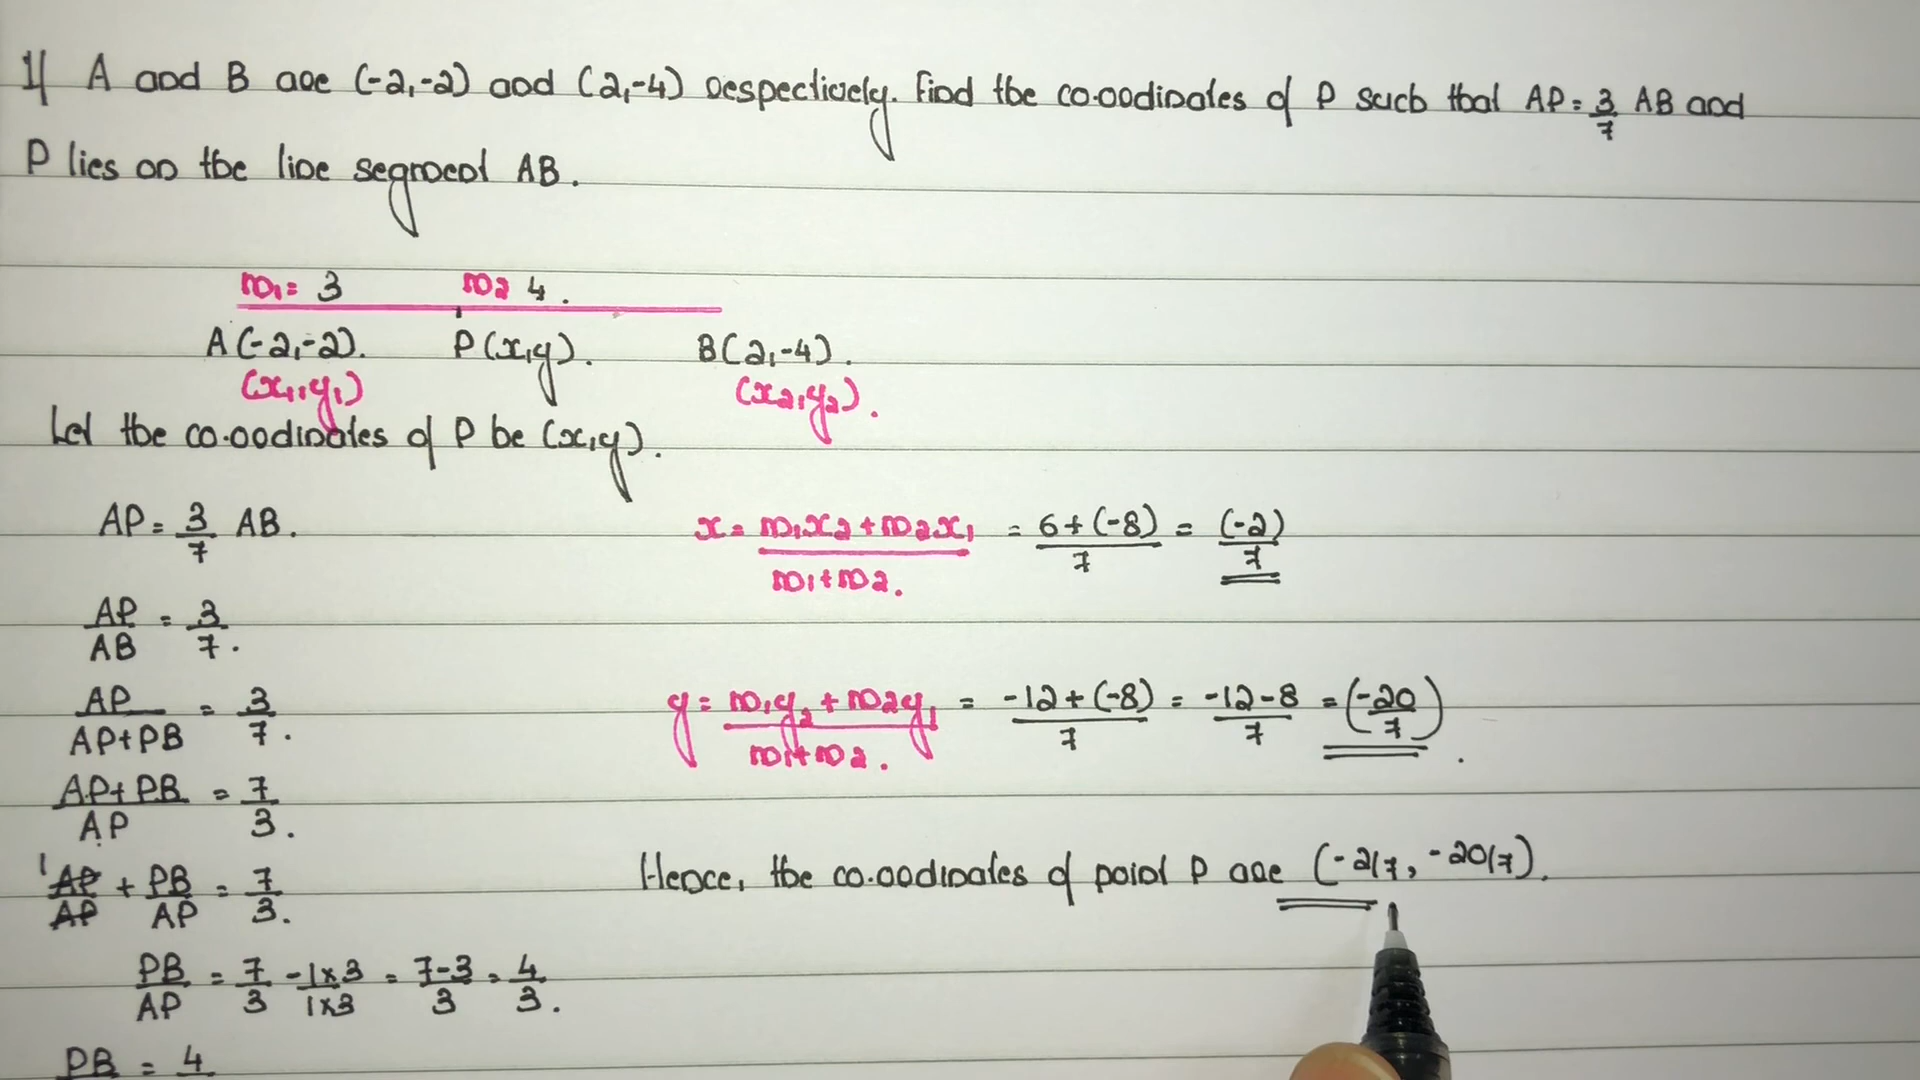 If A and B are (-2,-2) and (2,-4) respectively. Find the co.ordinates of P such that AP = 3/7 AB and
P lies on the line segment AB.
m1 = 3 m2 4.
A(-2,-2). P(x,y). B(2,-4).
(x1,y1) (x2,y2).
Let the co.ordinates of P be (x,y).
AP = 3/7 AB.
AP/AB = 3/7.
AP/AP+PB = 3/7.
AP+PB/AP = 7/3.
1 AP/AP + PB/AP = 7/3.
PB/AP = 7/3 - 1x3/1x3 = 7-3/3 = 4/3.
PB = 4
x = m1x2+m2x1/m1+m2. = 6+(-8)/7 = (-2)/7
y = m1y2+m2y1/m1+m2. = -12+(-8)/7 = -12-8/7 = (-20/7).
Hence, the co.ordinates of point P are (-2/7, -20/7).